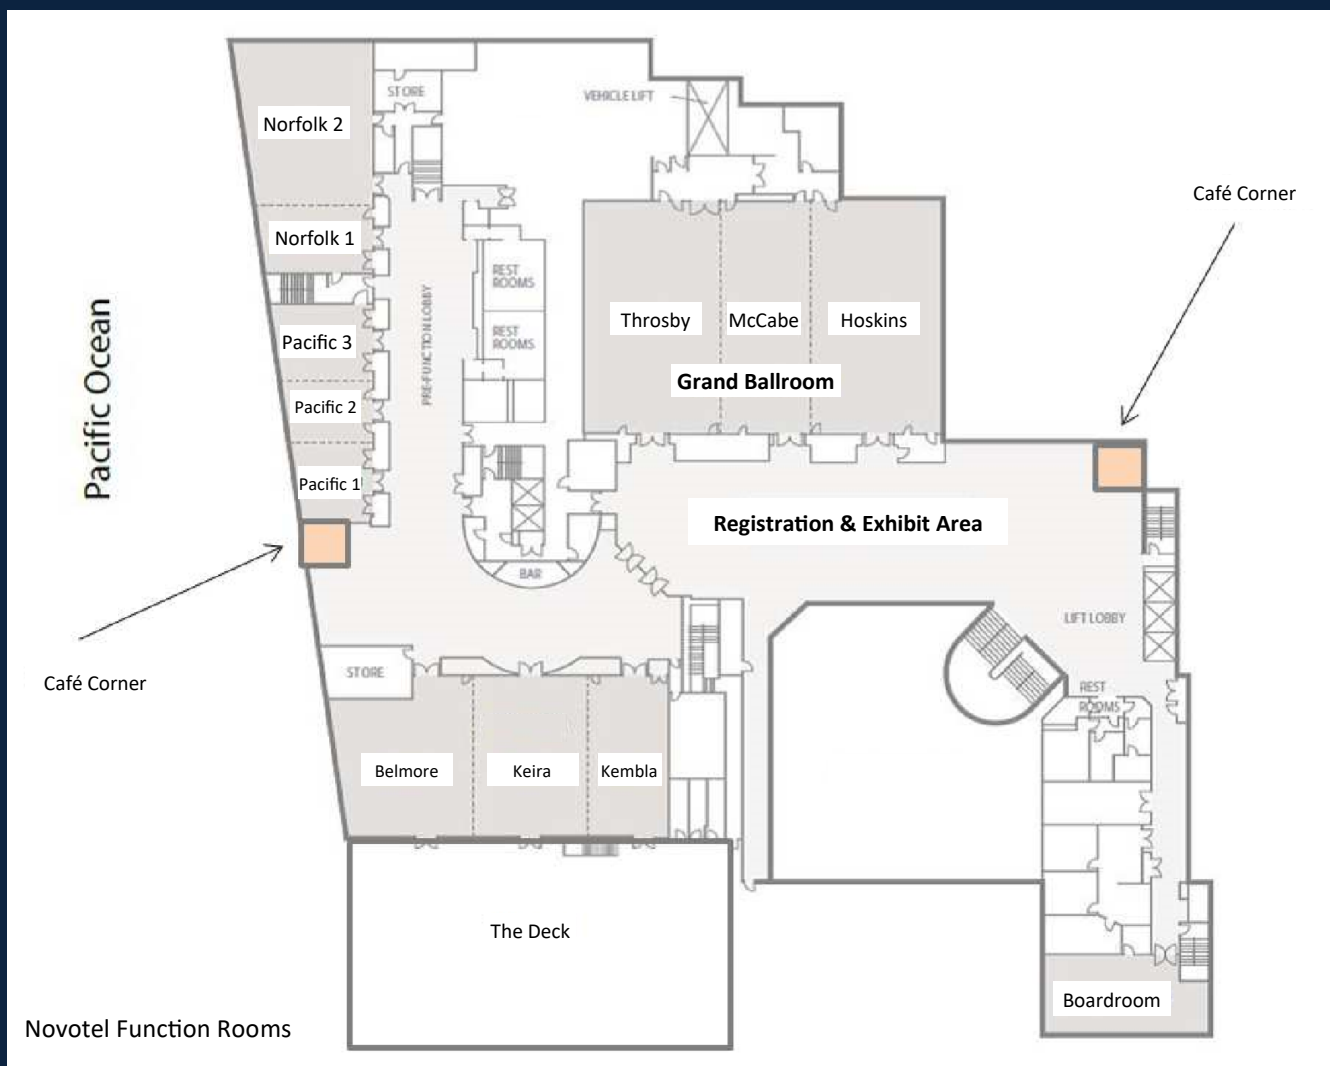 STORE
VEHICLE LIFT
Norfolk 2
Café Corner
Norfolk 1
REST
ROOMS
Pacific Ocean
PRE-FUNCTION LOBBY
Throsby
McCabe
Hoskins
Pacific 3
REST
ROOMS
Grand Ballroom
Pacific 2
Pacific 1
Registration & Exhibit Area
BAR
LIFT LOBBY
Café Corner
STORE
REST
ROOMS
Belmore
Keira
Kembla
The Deck
Boardroom
Novotel Function Rooms